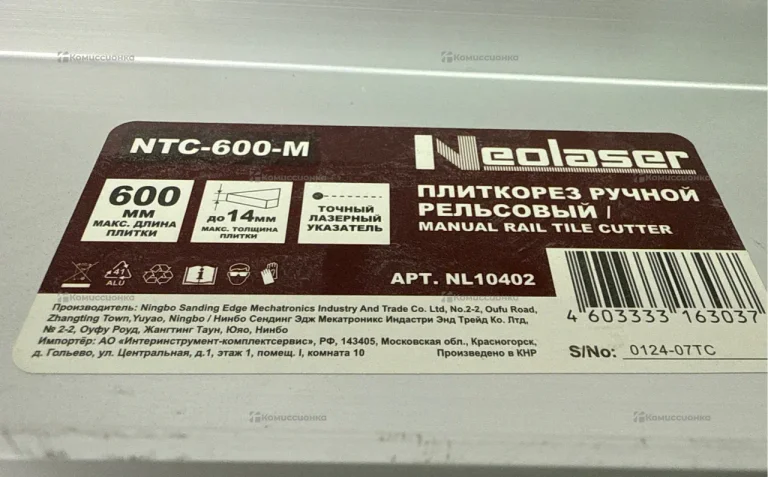 Комиссионка
Комиссионка
NTC-600-M
Neolaser
600
ММ
МАКС. ДЛИНА
ПЛИТКИ
до 14мм
МАКС. ТОЛЩИНА
ПЛИТКИ
ТОЧНЫЙ
ЛАЗЕРНЫЙ
УКАЗАТЕЛЬ
ПЛИТКОРЕЗ РУЧНОЙ
РЕЛЬСОВЫЙ /
MANUAL RAIL TILE CUTTER
41
ALU
АРТ. NL10402
Производитель: Ningbo Sanding Edge Mechatronics Industry And Trade Co. Ltd, No.2-2, Oufu Road,
Zhangting Town, Yuyao, Ningbo / Нинбо Сендинг Эдж Мекатроникс Индастри Энд Трейд Ко. Лтд,
№ 2-2, Оуфу Роуд, Жангтинг Таун, Юяо, Нинбо
Импортёр: АО «Интеринструмент-комплектсервис», РФ, 143405, Московская обл., Красногорск,
д. Гольево, ул. Центральная, д.1, этаж 1, помещ. I, комната 10
Произведено в КНР
4 603333 163037
S/No: 0124-07TC
Комиссионка
Комиссионка
Комиссионка
Комиссионка